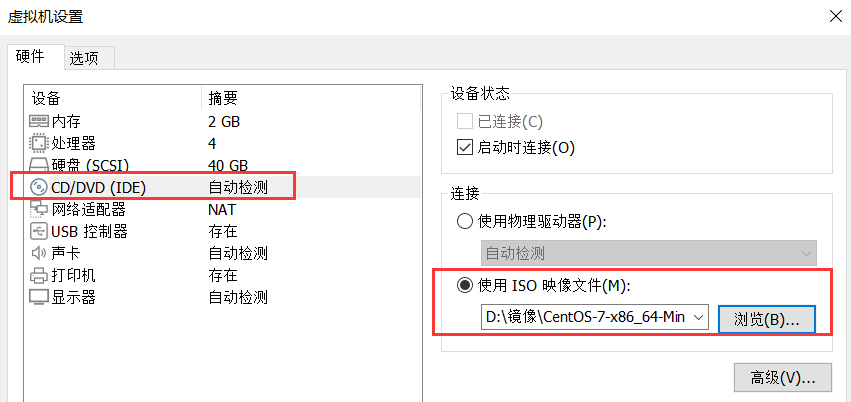 虚拟机设置
硬件 选项
设备 摘要
内存 2 GB
处理器 4
硬盘 (SCSI) 40 GB
CD/DVD (IDE) 自动检测
网络适配器 NAT
USB 控制器 存在
声卡 自动检测
打印机 存在
显示器 自动检测
设备状态
已连接(C)
启动时连接(O)
连接
使用物理驱动器(P):
自动检测
使用 ISO 映像文件(M):
D:\镜像\CentOS-7-x86_64-Min
浏览(B)...
高级(V)...